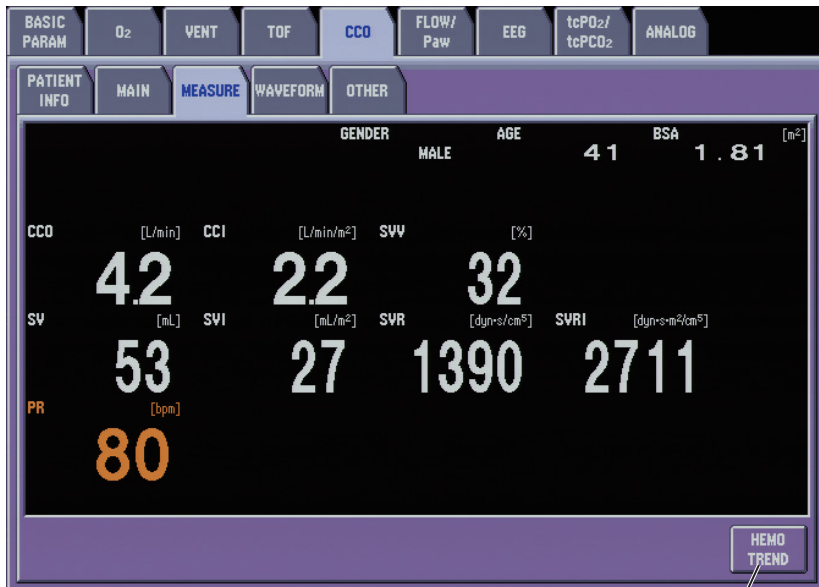 BASIC PARAM O2 VENT TOF CCO FLOW/ Paw EEG tcPO2/ tcPCO2 ANALOG
PATIENT INFO MAIN MEASURE WAVEFORM OTHER
GENDER MALE AGE 41 BSA 1.81 [m²]
CCO [L/min] CCI [L/min/m²] SVV [%]
4.2 2.2 32
SV [mL] SVI [mL/m²] SVR [dyn·s/cm⁵] SVRI [dyn·s·m²/cm⁵]
53 27 1390 2711
PR [bpm]
80
HEMO TREND